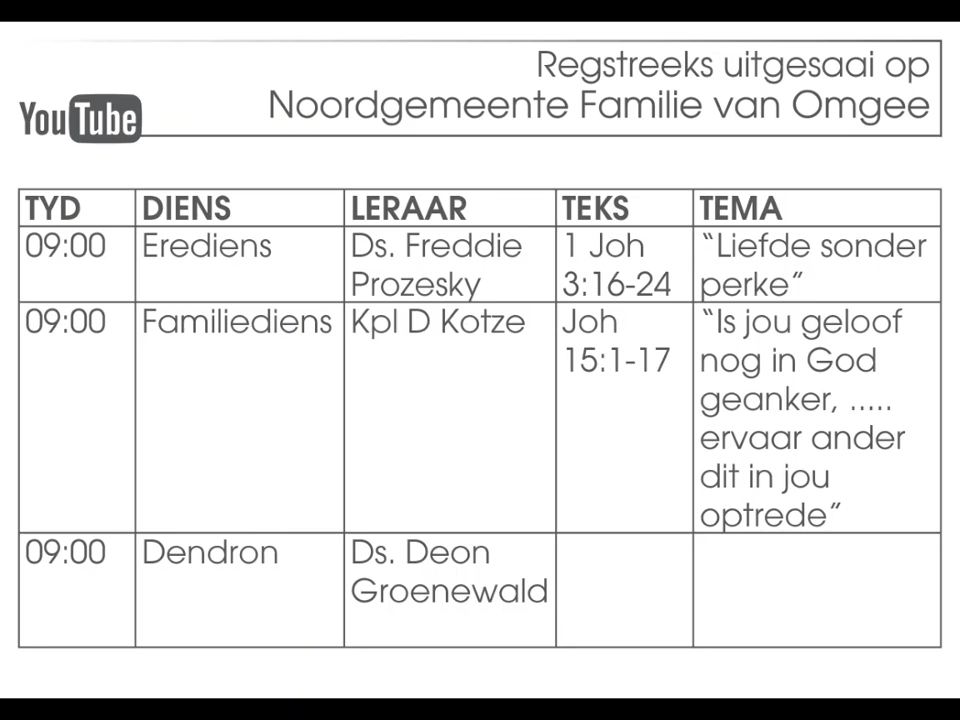 Regstreeks uitgesaai op
YouTube
Noordgemeente Familie van Omgee
TYD DIENS LERAAR TEKS TEMA
09:00 Erediens Ds. Freddie 1 Joh “Liefde sonder
Prozesky 3:16-24 perke”
09:00 Familiediens Kpl D Kotze Joh “Is jou geloof
15:1-17 nog in God
geanker, .....
ervaar ander
dit in jou
optrede”
09:00 Dendron Ds. Deon
Groenewald